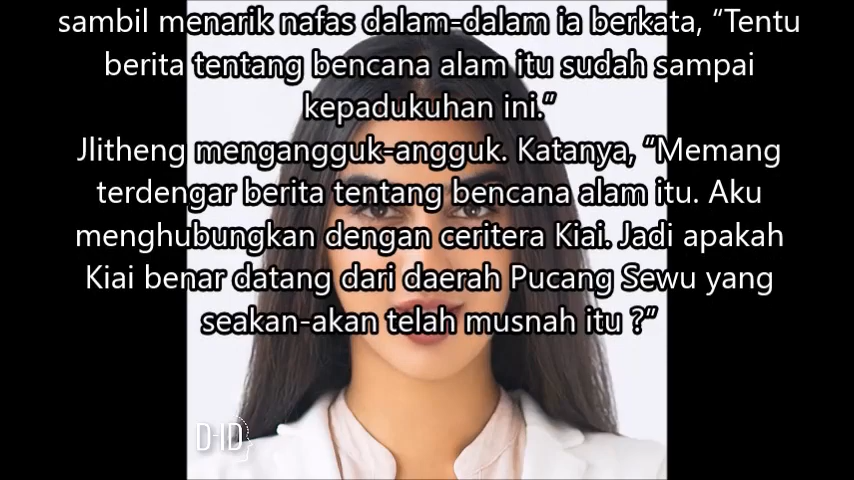 sambil menarik nafas dalam-dalam ia berkata, “Tentu
berita tentang bencana alam itu sudah sampai
kepadukuhan ini.”
Jlitheng mengangguk-angguk. Katanya, “Memang
terdengar berita tentang bencana alam itu. Aku
menghubungkan dengan ceritera Kiai. Jadi apakah
Kiai benar datang dari daerah Pucang Sewu yang
seakan-akan telah musnah itu ?”
D-ID